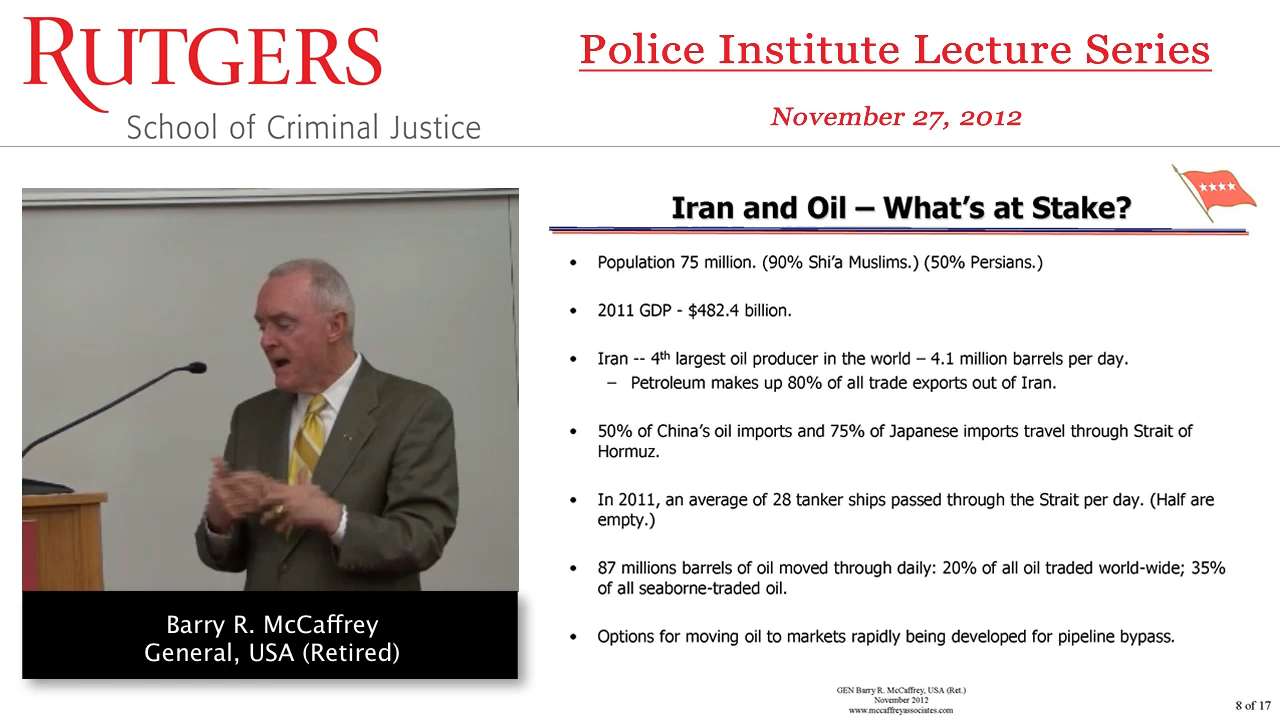 RUTGERS
School of Criminal Justice
Police Institute Lecture Series
November 27, 2012
Barry R. McCaffrey
General, USA (Retired)
Iran and Oil – What's at Stake?
• Population 75 million. (90% Shi'a Muslims.) (50% Persians.)
• 2011 GDP - $482.4 billion.
• Iran -- 4th largest oil producer in the world – 4.1 million barrels per day.
– Petroleum makes up 80% of all trade exports out of Iran.
• 50% of China's oil imports and 75% of Japanese imports travel through Strait of
Hormuz.
• In 2011, an average of 28 tanker ships passed through the Strait per day. (Half are
empty.)
• 87 millions barrels of oil moved through daily: 20% of all oil traded world-wide; 35%
of all seaborne-traded oil.
• Options for moving oil to markets rapidly being developed for pipeline bypass.
GEN Barry R. McCaffrey, USA (Ret.)
November 2012
www.mccaffreyassociates.com
8 of 17